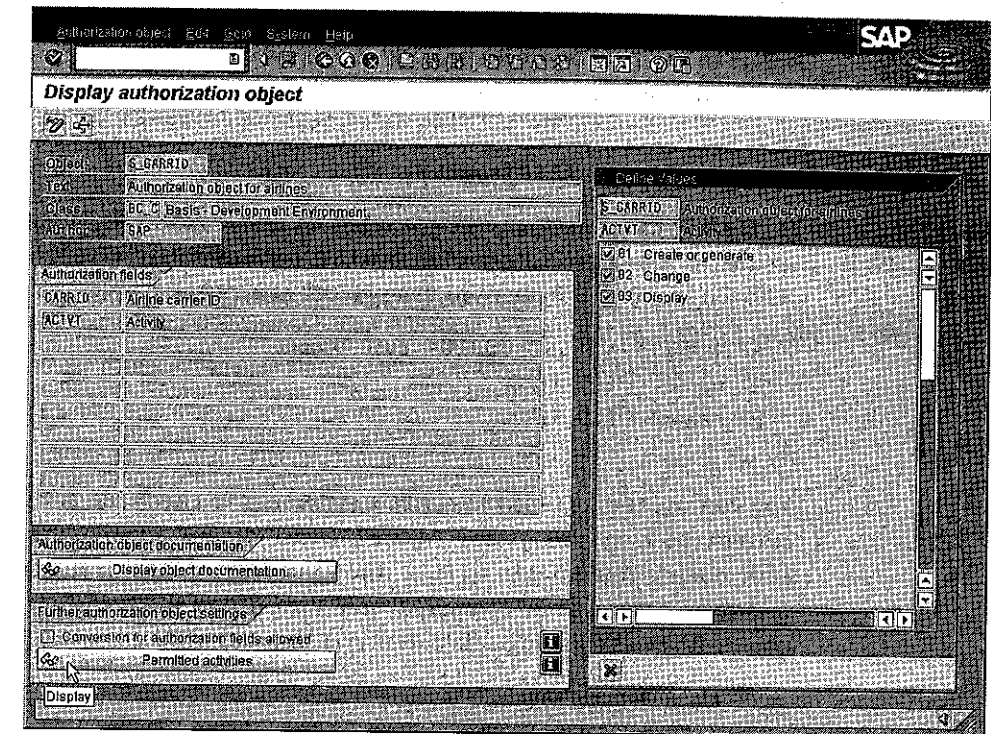 Authorization object Edit Goto System Help
SAP
Display authorization object
Object S_CARRID
Text Authorization object for airlines
Class BC_C Basis - Development Environment
Author SAP
Authorization fields
CARRID Airline carrier ID
ACTVT Activity
Authorization object documentation
Display object documentation
Further authorization object settings
Conversion for authorization fields allowed
Permitted activities
Display
Define Values
S_CARRID Authorization object for airlines
ACTVT Activity
01 Create or generate
02 Change
03 Display